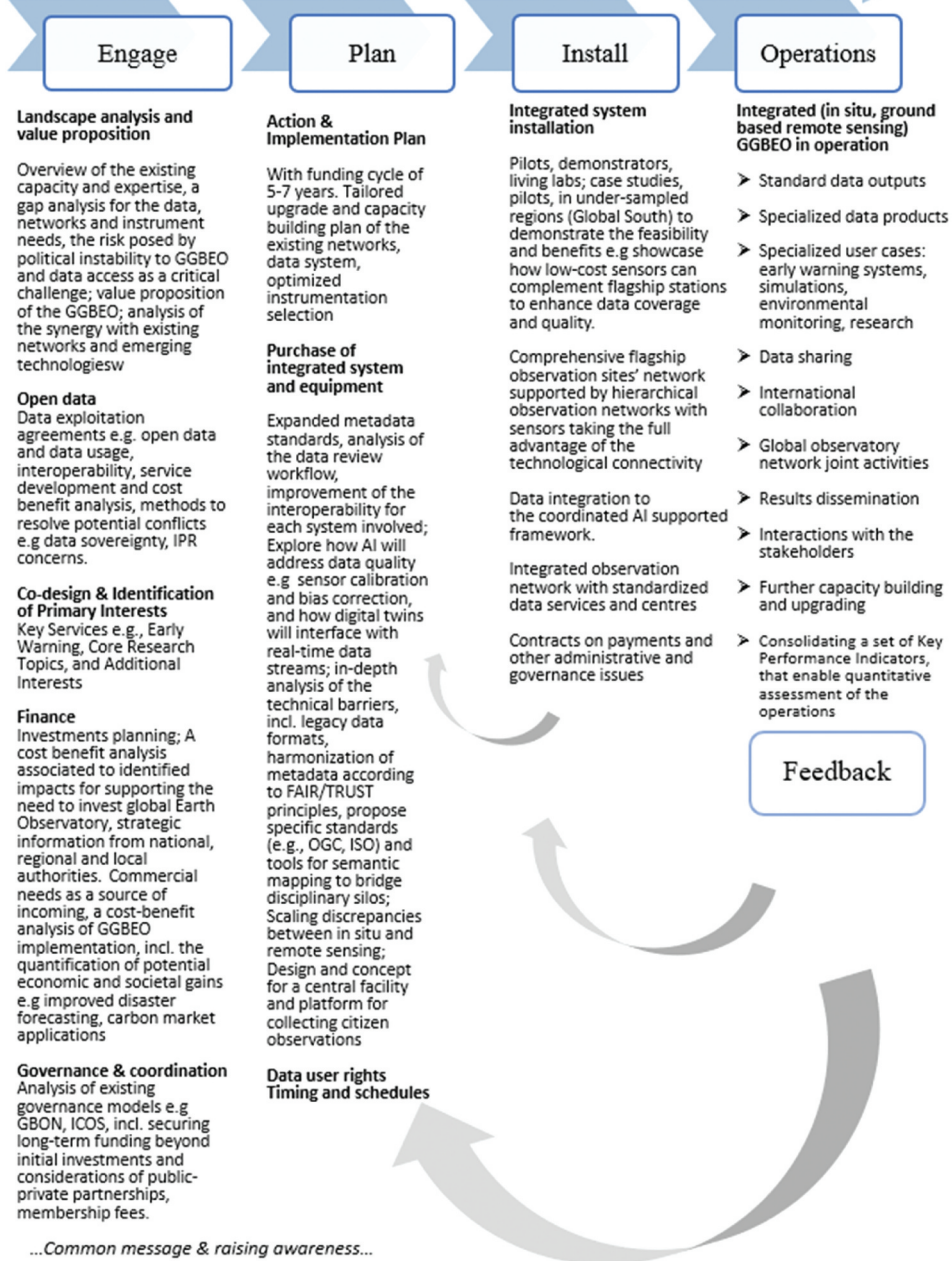 Engage
Landscape analysis and
value proposition
Overview of the existing
capacity and expertise, a
gap analysis for the data,
networks and instrument
needs, the risk posed by
political instability to GGBEO
and data access as a critical
challenge; value proposition
of the GGBEO; analysis of
the synergy with existing
networks and emerging
technologiesw
Open data
Data exploitation
agreements e.g. open data
and data usage,
interoperability, service
development and cost
benefit analysis, methods to
resolve potential conflicts
e.g data sovereignty, IPR
concerns.
Co-design & Identification
of Primary Interests
Key Services e.g., Early
Warning, Core Research
Topics, and Additional
Interests
Finance
Investments planning; A
cost benefit analysis
associated to identified
impacts for supporting the
need to invest global Earth
Observatory, strategic
information from national,
regional and local
authorities. Commercial
needs as a source of
incoming, a cost-benefit
analysis of GGBEO
implementation, incl. the
quantification of potential
economic and societal gains
e.g improved disaster
forecasting, carbon market
applications
Governance & coordination
Analysis of existing
governance models e.g
GBON, ICOS, incl. securing
long-term funding beyond
initial investments and
considerations of public-
private partnerships,
membership fees.
...Common message & raising awareness...
Plan
Action &
Implementation Plan
With funding cycle of
5-7 years. Tailored
upgrade and capacity
building plan of the
existing networks,
data system,
optimized
instrumentation
selection
Purchase of
integrated system
and equipment
Expanded metadata
standards, analysis of
the data review
workflow,
improvement of the
interoperability for
each system involved;
Explore how AI will
address data quality
e.g sensor calibration
and bias correction,
and how digital twins
will interface with
real-time data
streams; in-depth
analysis of the
technical barriers,
incl. legacy data
formats,
harmonization of
metadata according
to FAIR/TRUST
principles, propose
specific standards
(e.g., OGC, ISO) and
tools for semantic
mapping to bridge
disciplinary silos;
Scaling discrepancies
between in situ and
remote sensing;
Design and concept
for a central facility
and platform for
collecting citizen
observations
Data user rights
Timing and schedules
Install
Integrated system
installation
Pilots, demonstrators,
living labs; case studies,
pilots, in under-sampled
regions (Global South) to
demonstrate the feasibility
and benefits e.g showcase
how low-cost sensors can
complement flagship stations
to enhance data coverage
and quality.
Comprehensive flagship
observation sites' network
supported by hierarchical
observation networks with
sensors taking the full
advantage of the
technological connectivity
Data integration to
the coordinated AI supported
framework.
Integrated observation
network with standardized
data services and centres
Contracts on payments and
other administrative and
governance issues
Operations
Integrated (in situ, ground
based remote sensing)
GGBEO in operation
➤ Standard data outputs
➤ Specialized data products
➤ Specialized user cases:
early warning systems,
simulations,
environmental
monitoring, research
➤ Data sharing
➤ International
collaboration
➤ Global observatory
network joint activities
➤ Results dissemination
➤ Interactions with the
stakeholders
➤ Further capacity building
and upgrading
➤ Consolidating a set of Key
Performance Indicators,
that enable quantitative
assessment of the
operations
Feedback